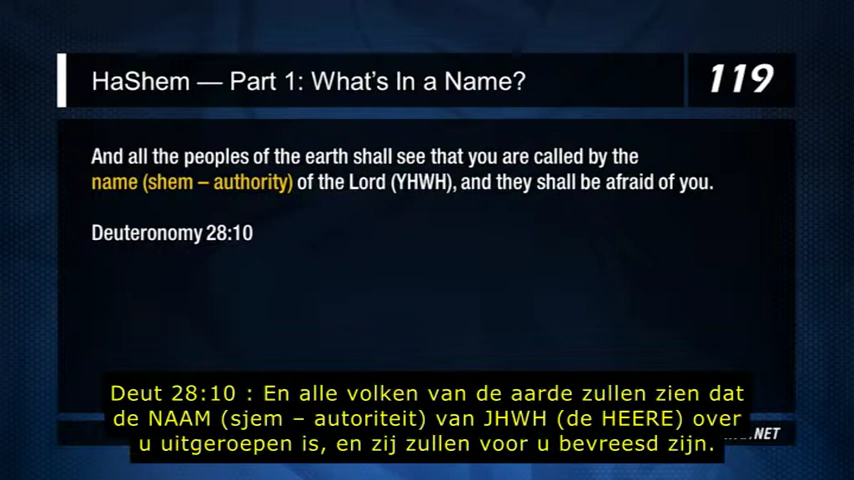 HaShem — Part 1: What's In a Name?
119
And all the peoples of the earth shall see that you are called by the
name (shem – authority) of the Lord (YHWH), and they shall be afraid of you.
Deuteronomy 28:10
Deut 28:10 : En alle volken van de aarde zullen zien dat
de NAAM (sjem – autoriteit) van JHWH (de HEERE) over
u uitgeroepen is, en zij zullen voor u bevreesd zijn.
.NET